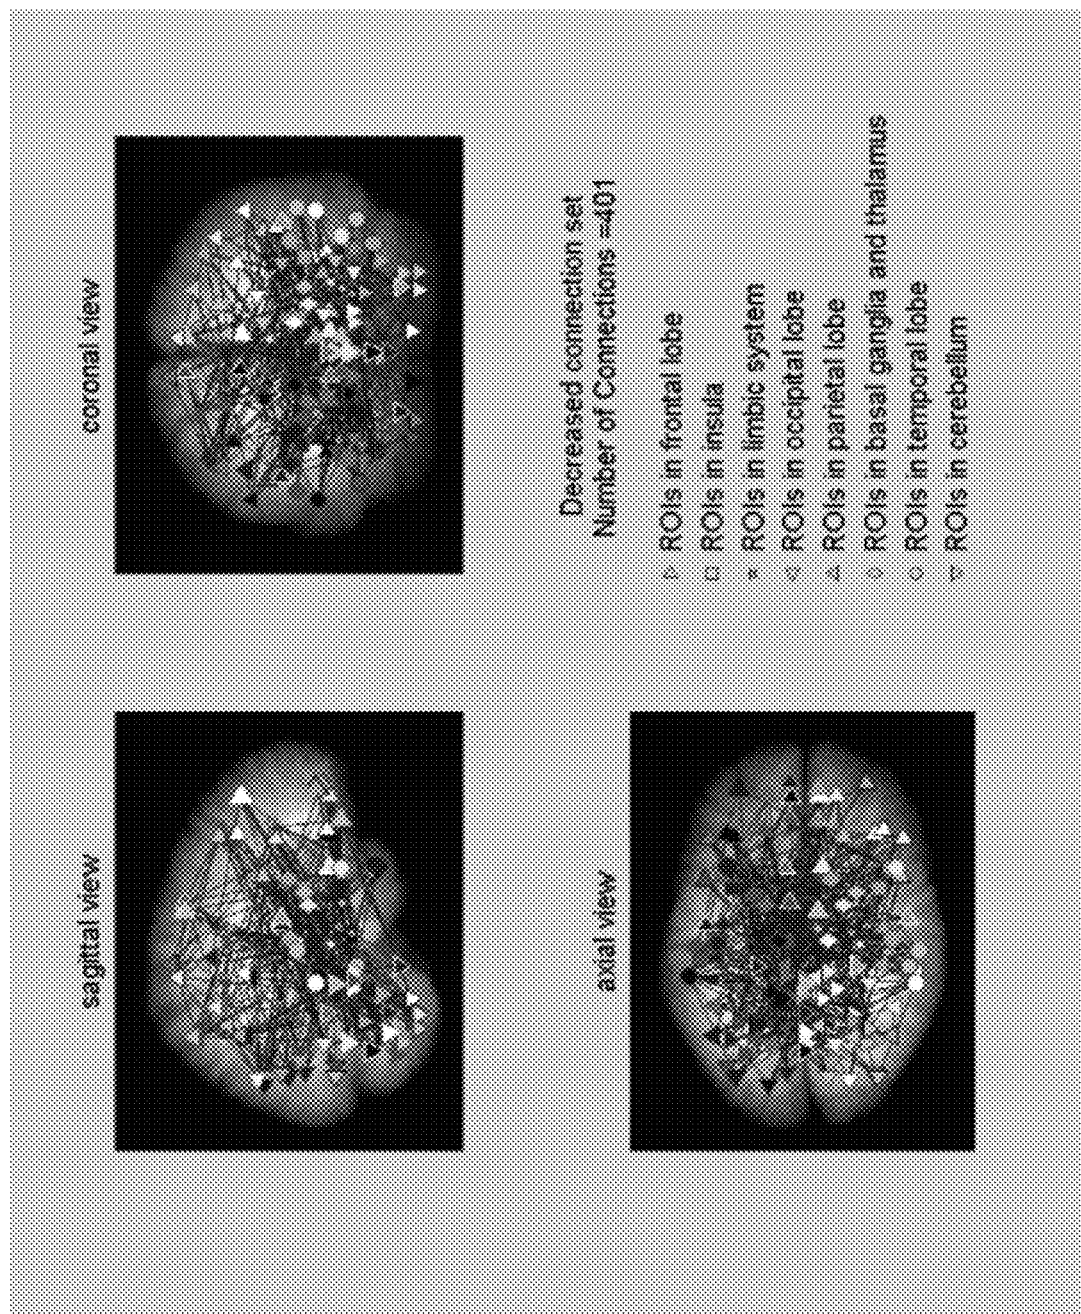 sagittal view
coronal view
axial view
Decreased connection set
Number of Connections =401
ROIs in frontal lobe
ROIs in insula
ROIs in limbic system
ROIs in occipital lobe
ROIs in parietal lobe
ROIs in basal ganglia and thalamus
ROIs in temporal lobe
ROIs in cerebellum